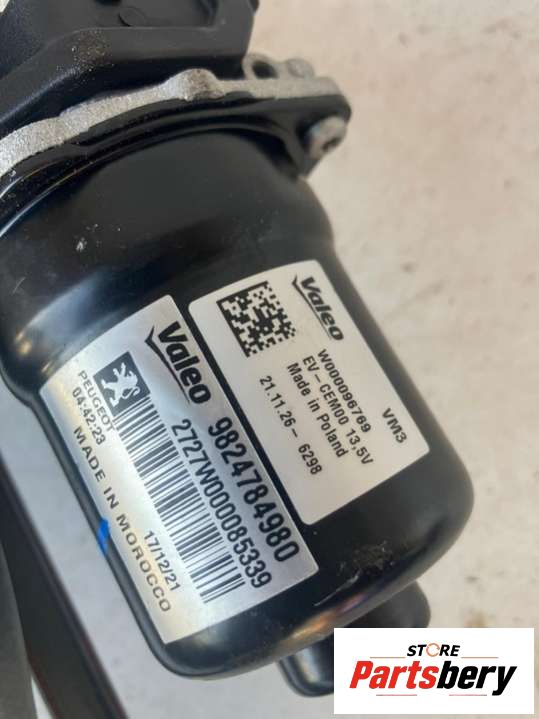 Valeo
W000096769
EV-CEM00 13,5V
Made in Poland
21.11.26- 6298
VM3
Valeo
9824784980
2727W000085339
PEUGEOT
04:42:23
MADE IN MOROCCO
17/12/21
STORE
Partsbery